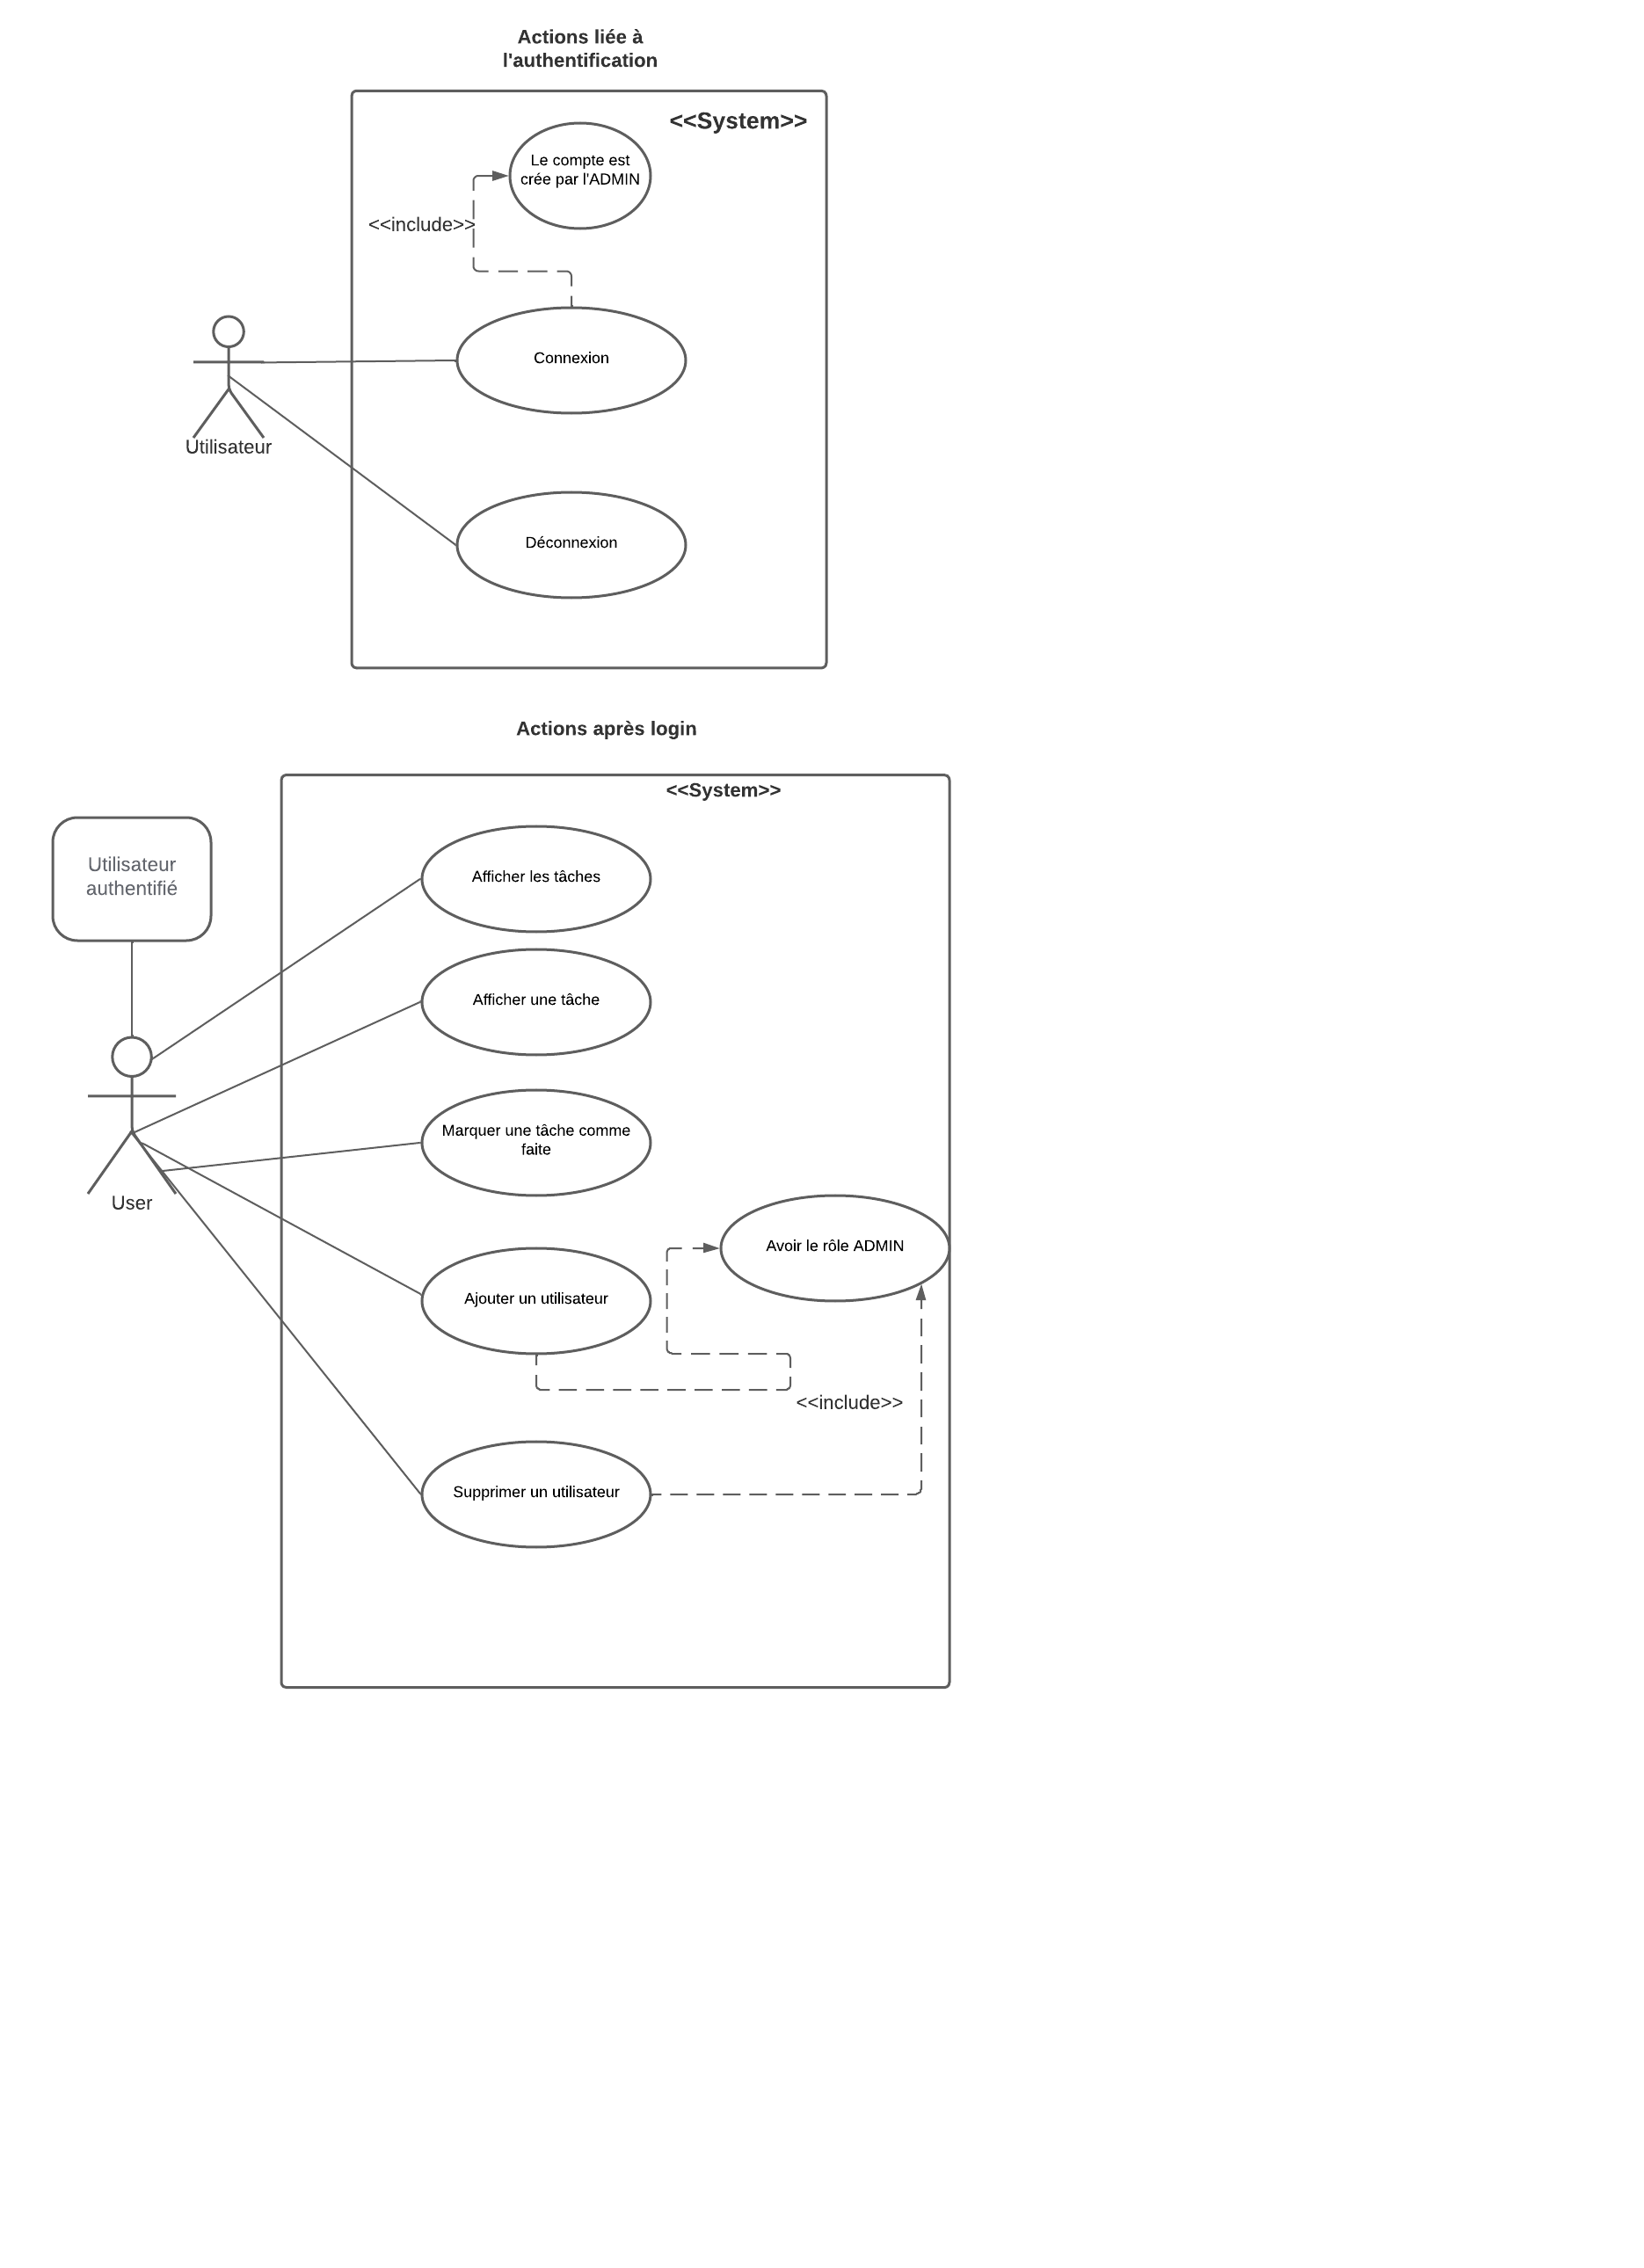 Actions liée à
l'authentification
<<System>>
Le compte est
crée par l'ADMIN
<<include>>
Connexion
Utilisateur
Déconnexion
Actions après login
<<System>>
Utilisateur
authentifié
Afficher les tâches
Afficher une tâche
Marquer une tâche comme
faite
User
Avoir le rôle ADMIN
Ajouter un utilisateur
<<include>>
Supprimer un utilisateur